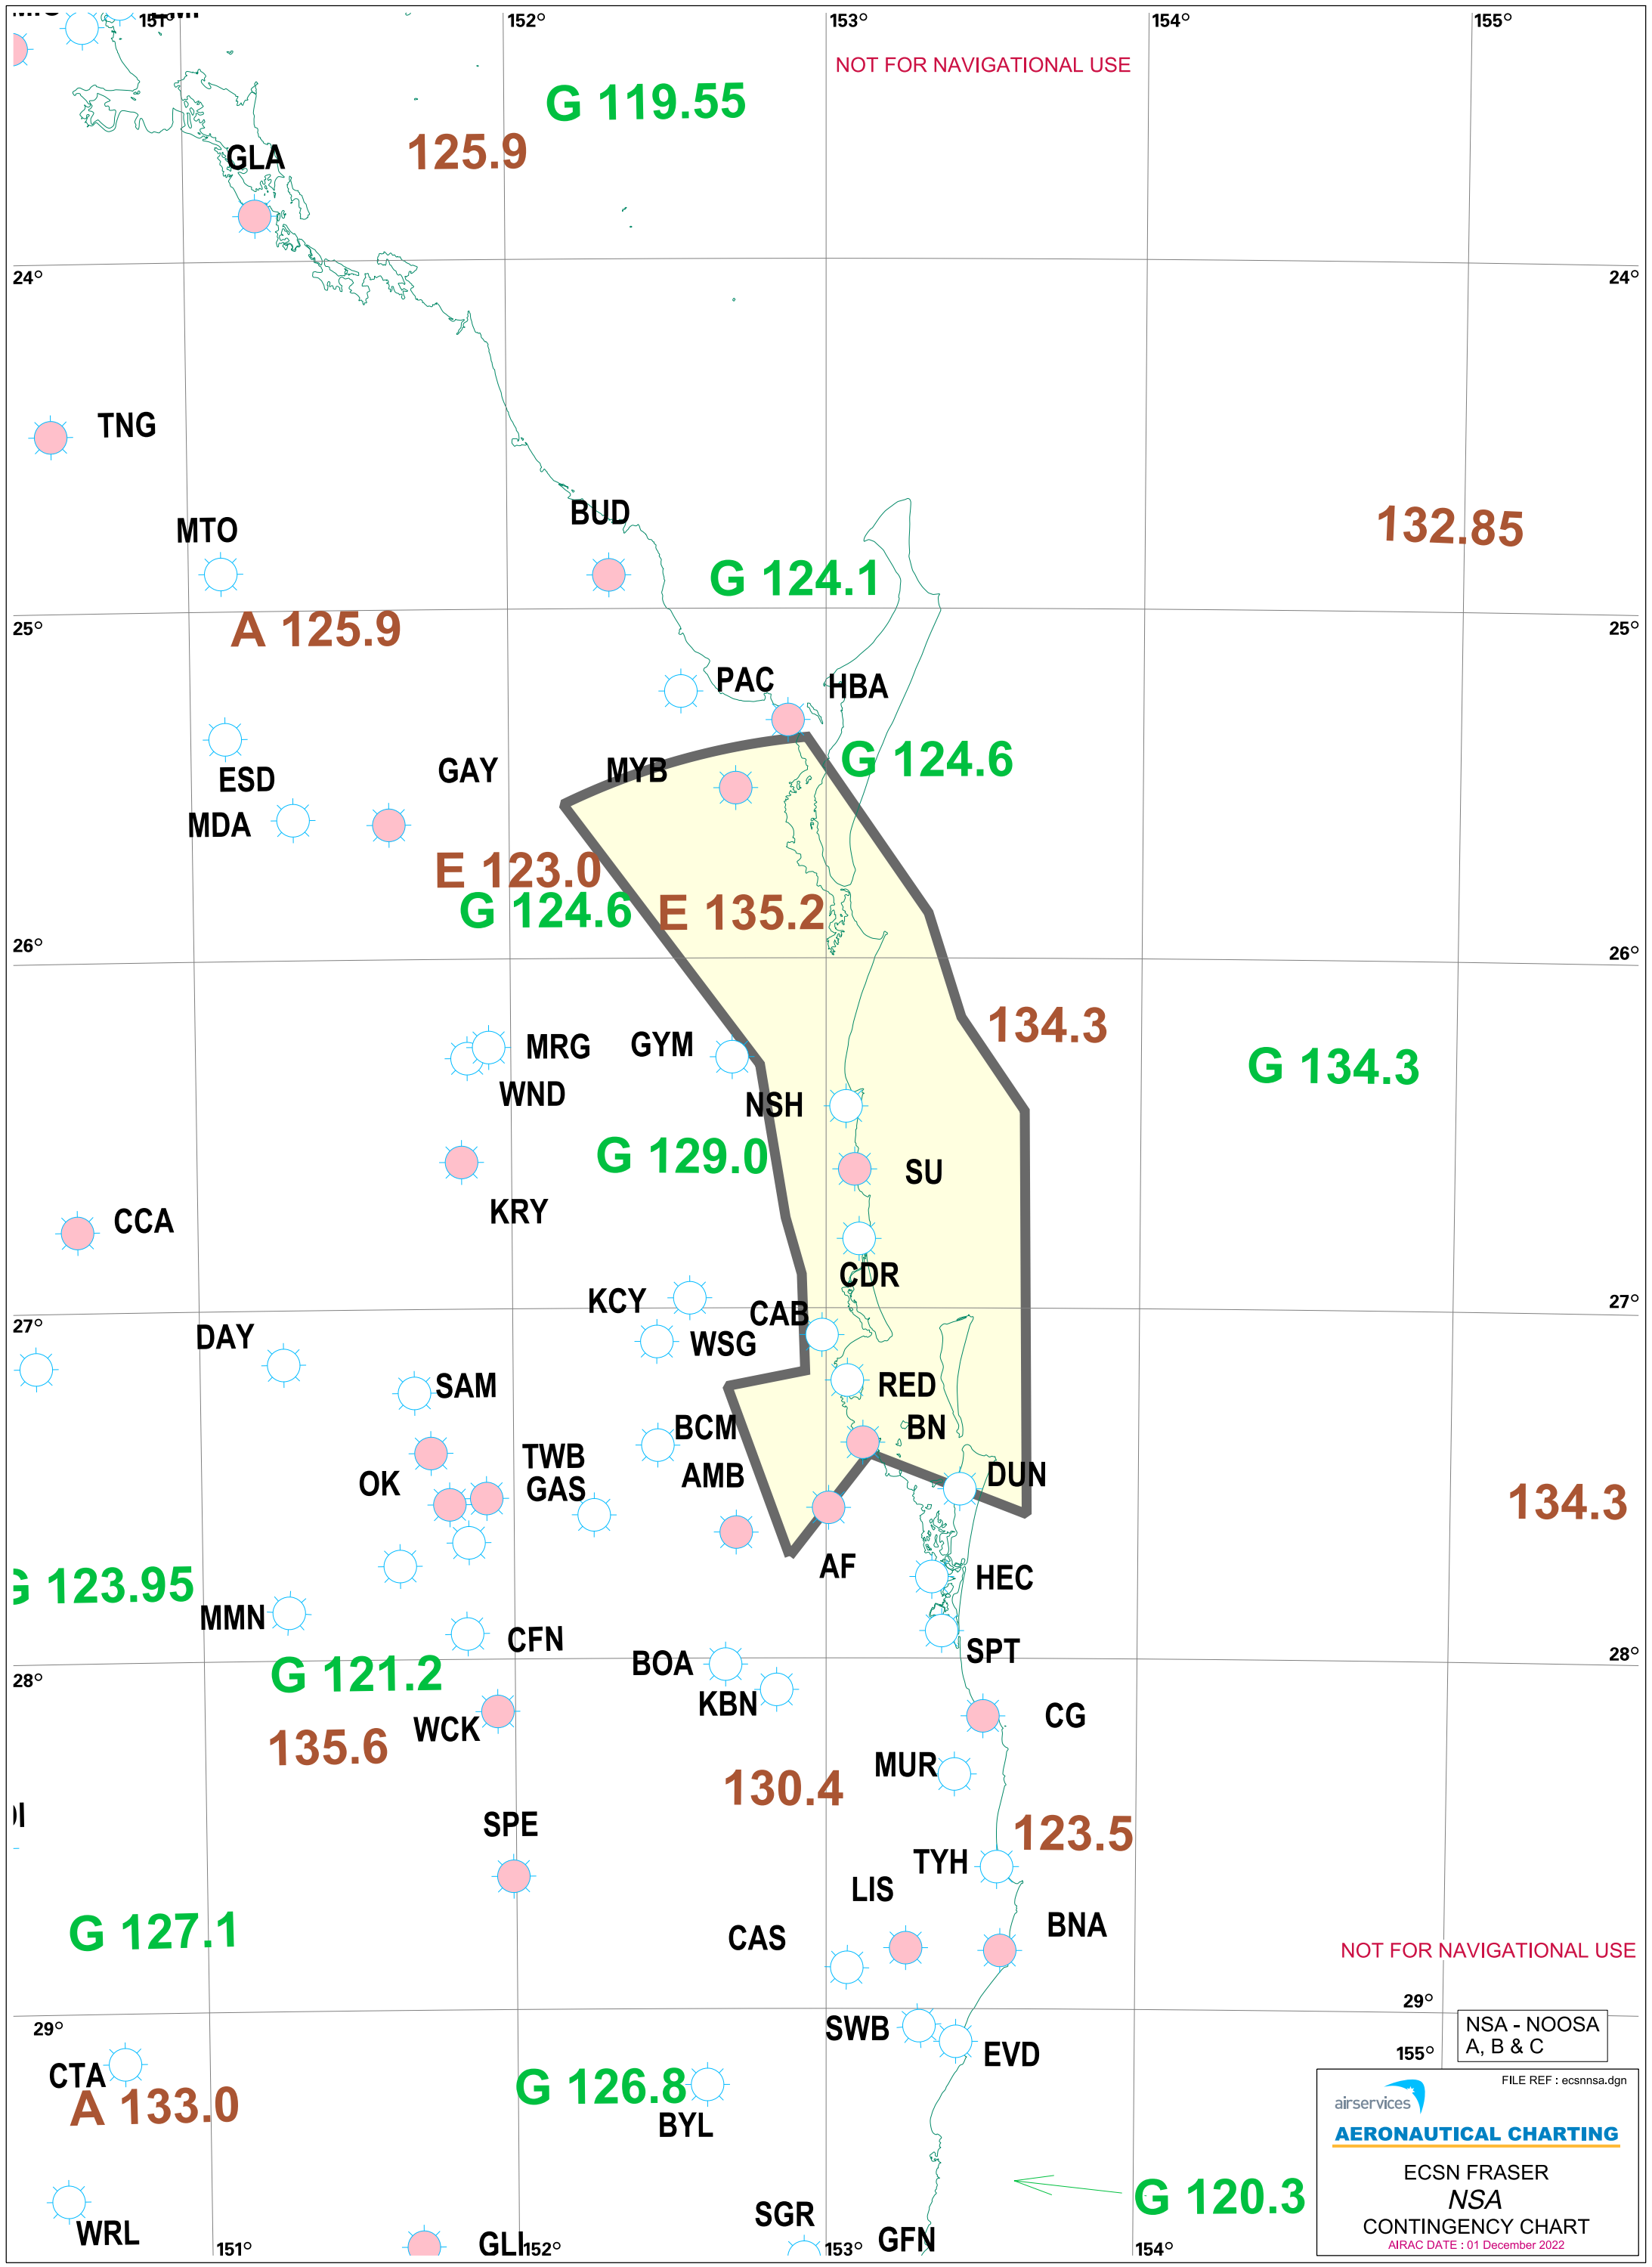 151°
152°
153°
154°
155°
NOT FOR NAVIGATIONAL USE
G 119.55
125.9
GLA
24°
24°
TNG
BUD
132.85
MTO
G 124.1
A 125.9
25°
25°
PAC
HBA
G 124.6
ESD
GAY
MYB
MDA
E 123.0
G 124.6
E 135.2
26°
26°
134.3
MRG
GYM
G 134.3
WND
NSH
G 129.0
SU
KRY
CCA
CDR
KCY
CAB
27°
27°
DAY
WSG
SAM
RED
BCM
BN
TWB
AMB
DUN
OK
GAS
134.3
AF
HEC
G 123.95
MMN
CFN
SPT
BOA
28°
28°
G 121.2
KBN
WCK
CG
135.6
MUR
130.4
SPE
123.5
TYH
LIS
BNA
G 127.1
CAS
NOT FOR NAVIGATIONAL USE
29°
29°
SWB
EVD
NSA - NOOSA
A, B & C
155°
CTA
A 133.0
G 126.8
BYL
FILE REF : ecsnnsa.dgn
airservices
AERONAUTICAL CHARTING
ECSN FRASER
NSA
CONTINGENCY CHART
AIRAC DATE : 01 December 2022
G 120.3
WRL
SGR
GLI
GFN
151°
152°
153°
154°